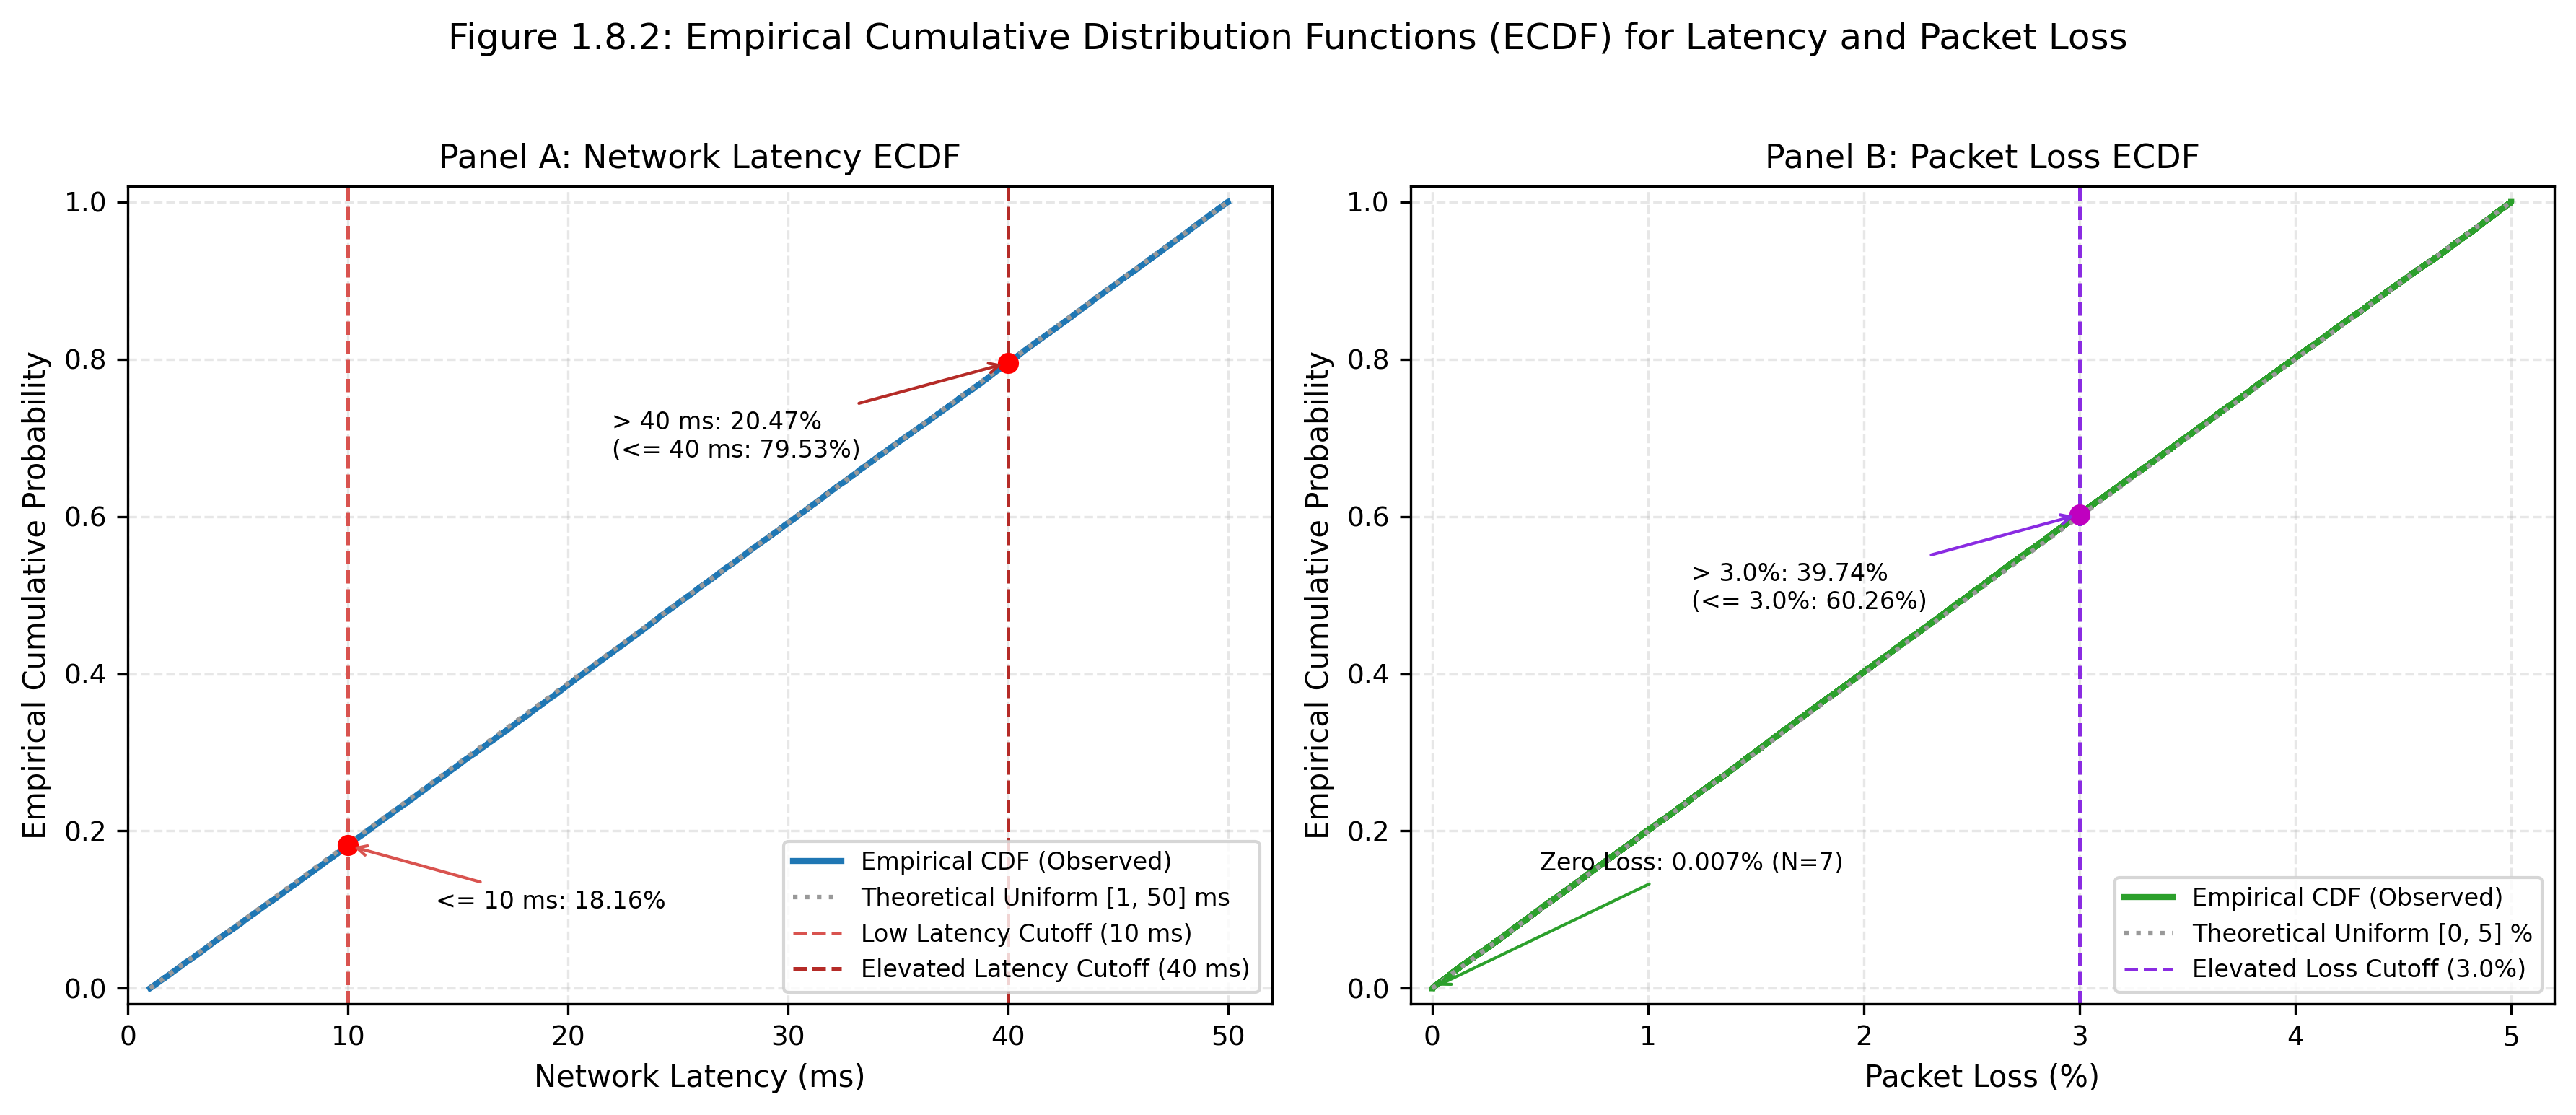 Figure 1.8.2: Empirical Cumulative Distribution Functions (ECDF) for Latency and Packet Loss
Panel A: Network Latency ECDF
Empirical Cumulative Probability
1.0
0.8
0.6
0.4
0.2
0.0
> 40 ms: 20.47%
(<= 40 ms: 79.53%)
<= 10 ms: 18.16%
Empirical CDF (Observed)
Theoretical Uniform [1, 50] ms
Low Latency Cutoff (10 ms)
Elevated Latency Cutoff (40 ms)
0 10 20 30 40 50
Network Latency (ms)
Panel B: Packet Loss ECDF
Empirical Cumulative Probability
1.0
0.8
0.6
0.4
0.2
0.0
> 3.0%: 39.74%
(<= 3.0%: 60.26%)
Zero Loss: 0.007% (N=7)
Empirical CDF (Observed)
Theoretical Uniform [0, 5] %
Elevated Loss Cutoff (3.0%)
0 1 2 3 4 5
Packet Loss (%)